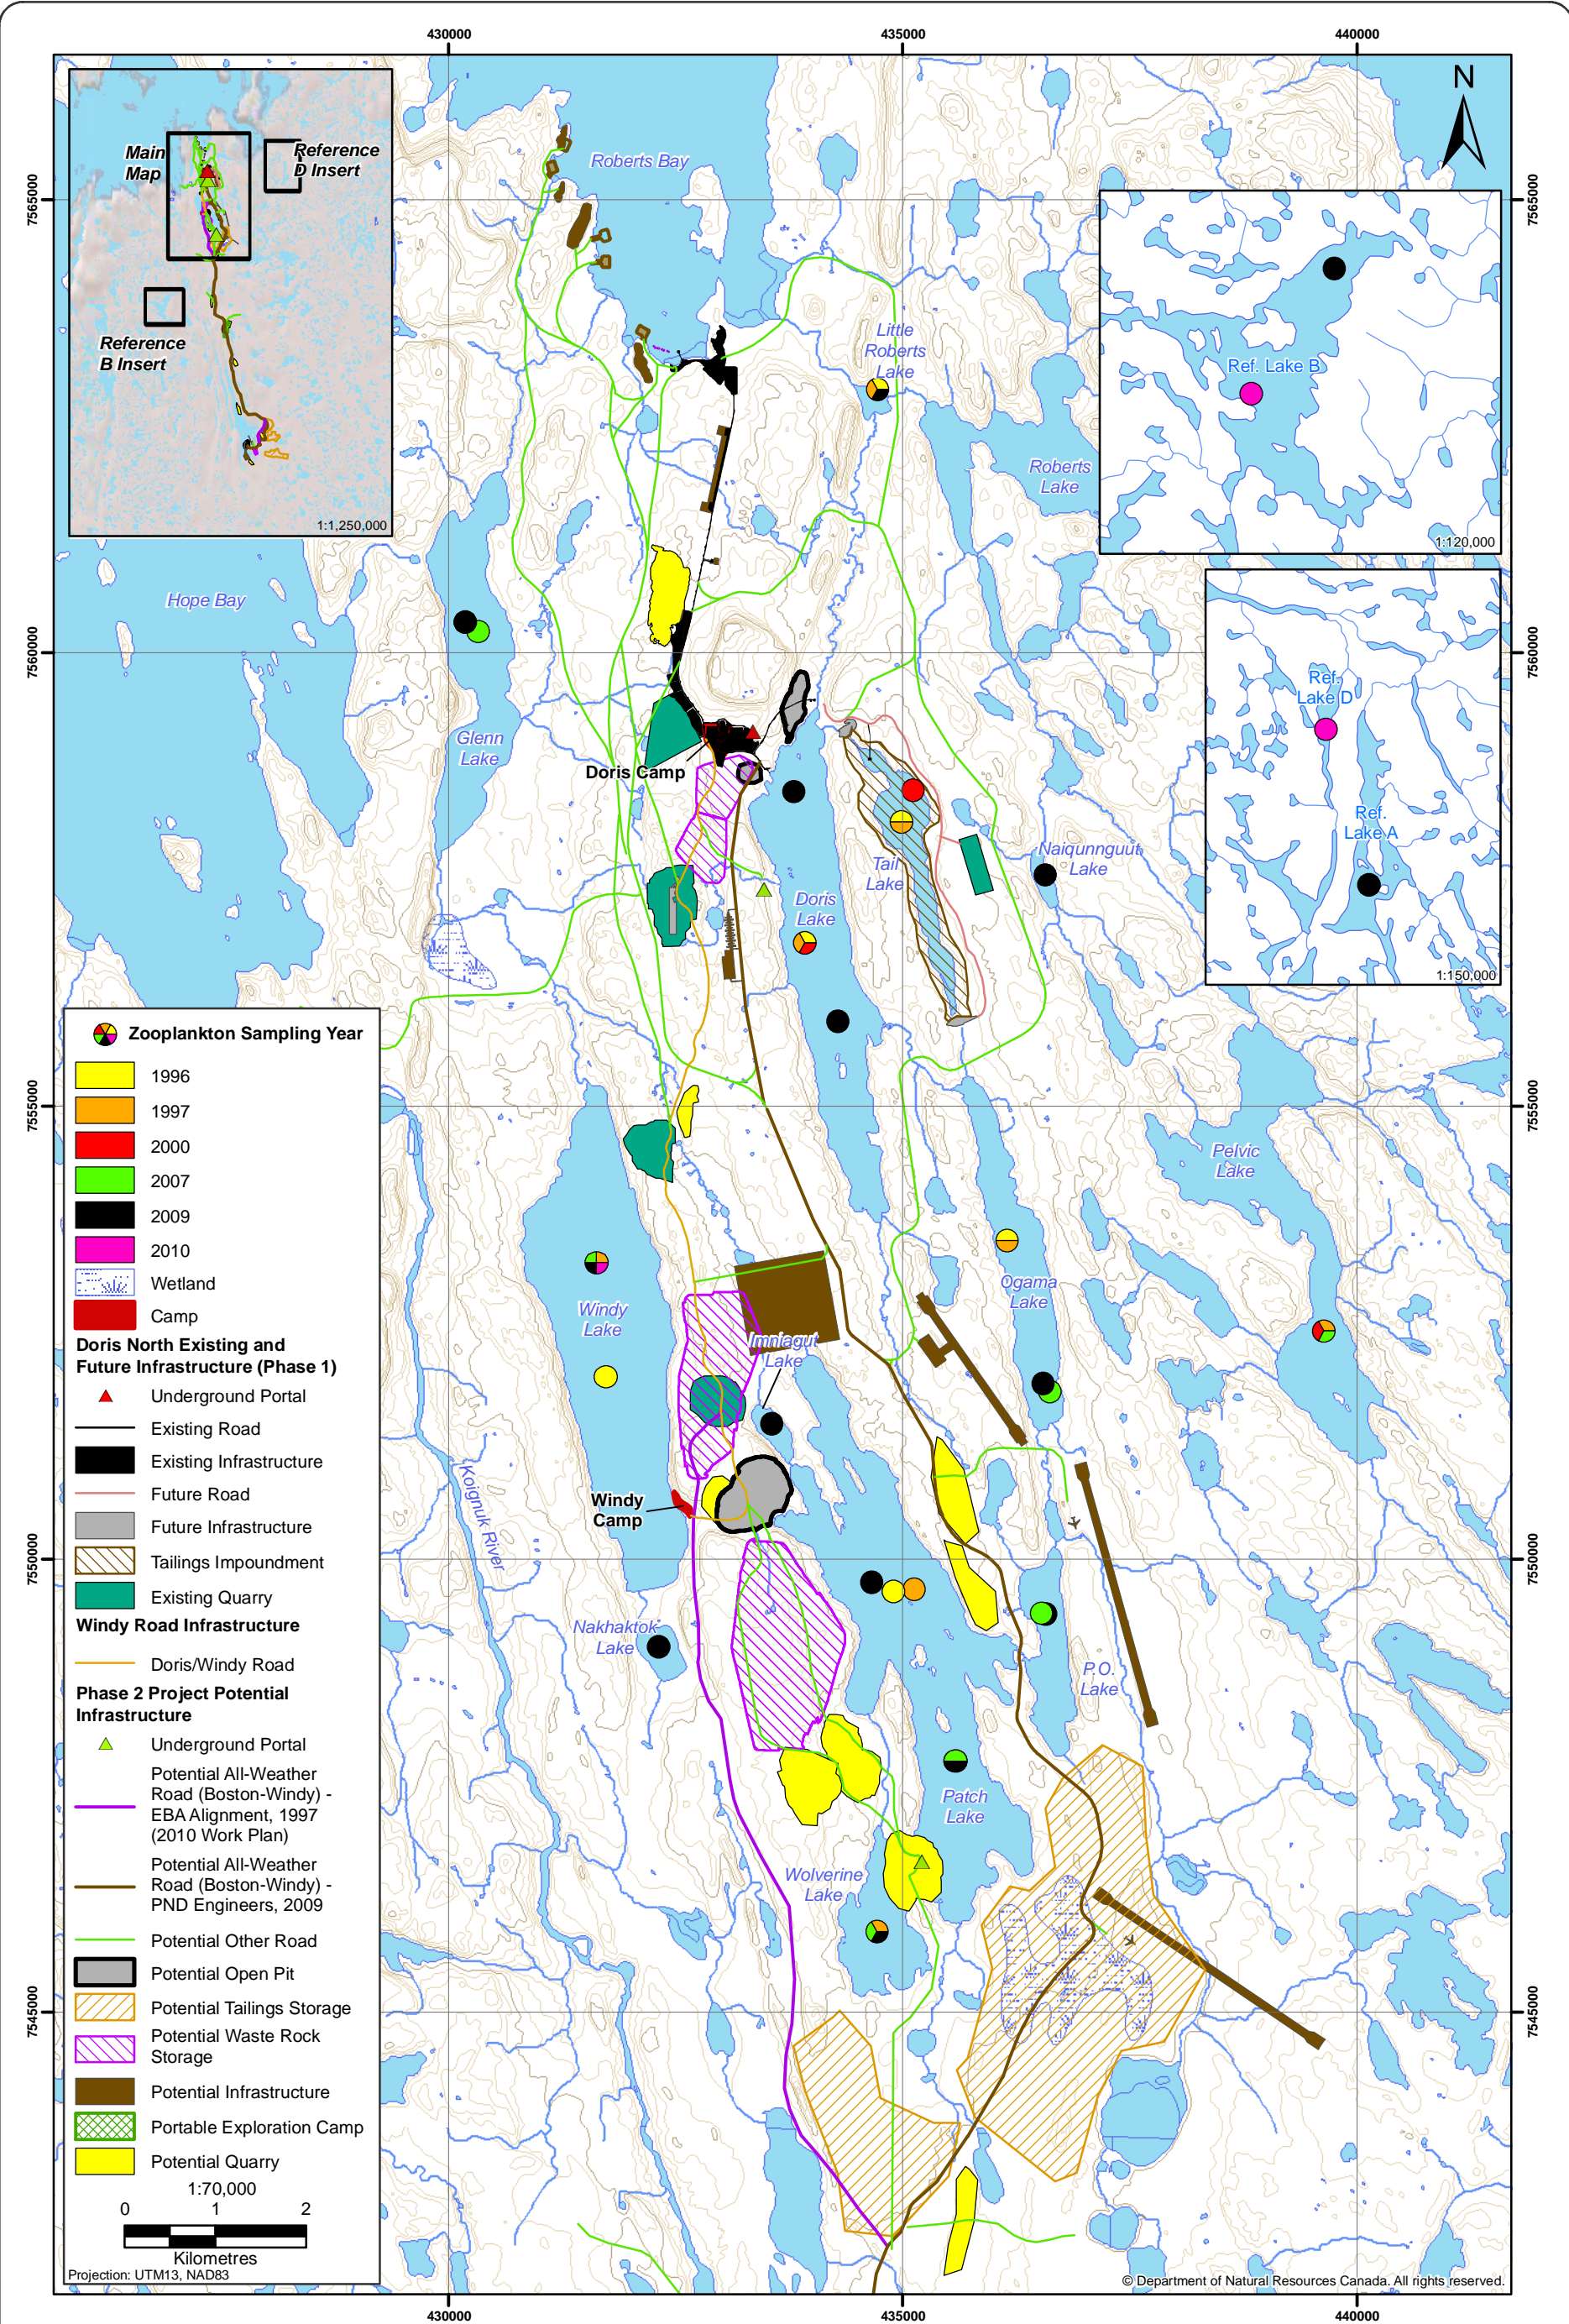 430000
435000
440000
7565000
7565000
N
Main
Map
Reference
D Insert
Reference
B Insert
1:1,250,000
Roberts Bay
Little
Roberts
Lake
Roberts
Lake
Ref. Lake B
1:120,000
Hope Bay
7560000
7560000
Glenn
Lake
Doris Camp
Ref.
Lake D
Ref.
Lake A
1:150,000
Tail
Lake
Naiqunnguut
Lake
Doris
Lake
7555000
7555000
Pelvic
Lake
Ogama
Lake
Windy
Lake
Imniagut
Lake
Koignuk River
Windy
Camp
7550000
7550000
Nakhaktok
Lake
P.O.
Lake
Patch
Lake
Wolverine
Lake
7545000
7545000
Zooplankton Sampling Year
1996
1997
2000
2007
2009
2010
Wetland
Camp
Doris North Existing and
Future Infrastructure (Phase 1)
Underground Portal
Existing Road
Existing Infrastructure
Future Road
Future Infrastructure
Tailings Impoundment
Existing Quarry
Windy Road Infrastructure
Doris/Windy Road
Phase 2 Project Potential
Infrastructure
Underground Portal
Potential All-Weather
Road (Boston-Windy) -
EBA Alignment, 1997
(2010 Work Plan)
Potential All-Weather
Road (Boston-Windy) -
PND Engineers, 2009
Potential Other Road
Potential Open Pit
Potential Tailings Storage
Potential Waste Rock
Storage
Potential Infrastructure
Portable Exploration Camp
Potential Quarry
1:70,000
0 1 2
Kilometres
Projection: UTM13, NAD83
© Department of Natural Resources Canada. All rights reserved.
430000
435000
440000